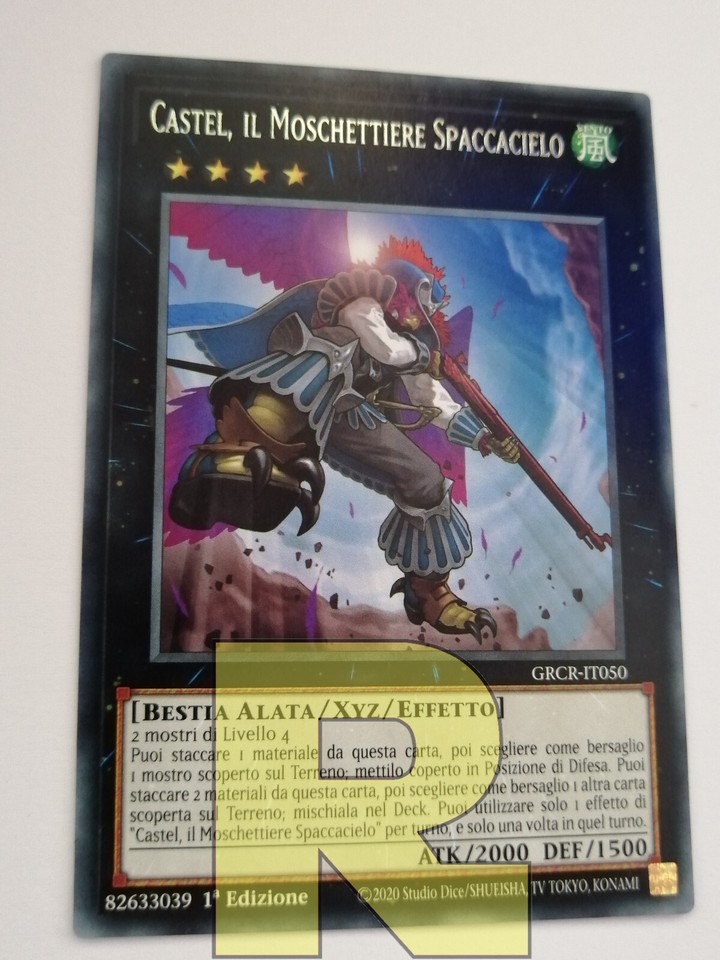 CASTEL, IL MOSCHETTIERE SPACCACIELO
VENTO
風
GRCR-IT050
[BESTIA ALATA/XYZ/EFFETTO]
2 mostri di Livello 4
Puoi staccare 1 materiale da questa carta, poi scegliere come bersaglio
1 mostro scoperto sul Terreno; mettilo coperto in Posizione di Difesa. Puoi
staccare 2 materiali da questa carta, poi scegliere come bersaglio 1 altra carta
scoperta sul Terreno; mischiala nel Deck. Puoi utilizzare solo 1 effetto di
"Castel, il Moschettiere Spaccacielo" per turno, e solo una volta in quel turno.
ATK/2000 DEF/1500
82633039 1ª Edizione
©2020 Studio Dice/SHUEISHA, TV TOKYO, KONAMI
R